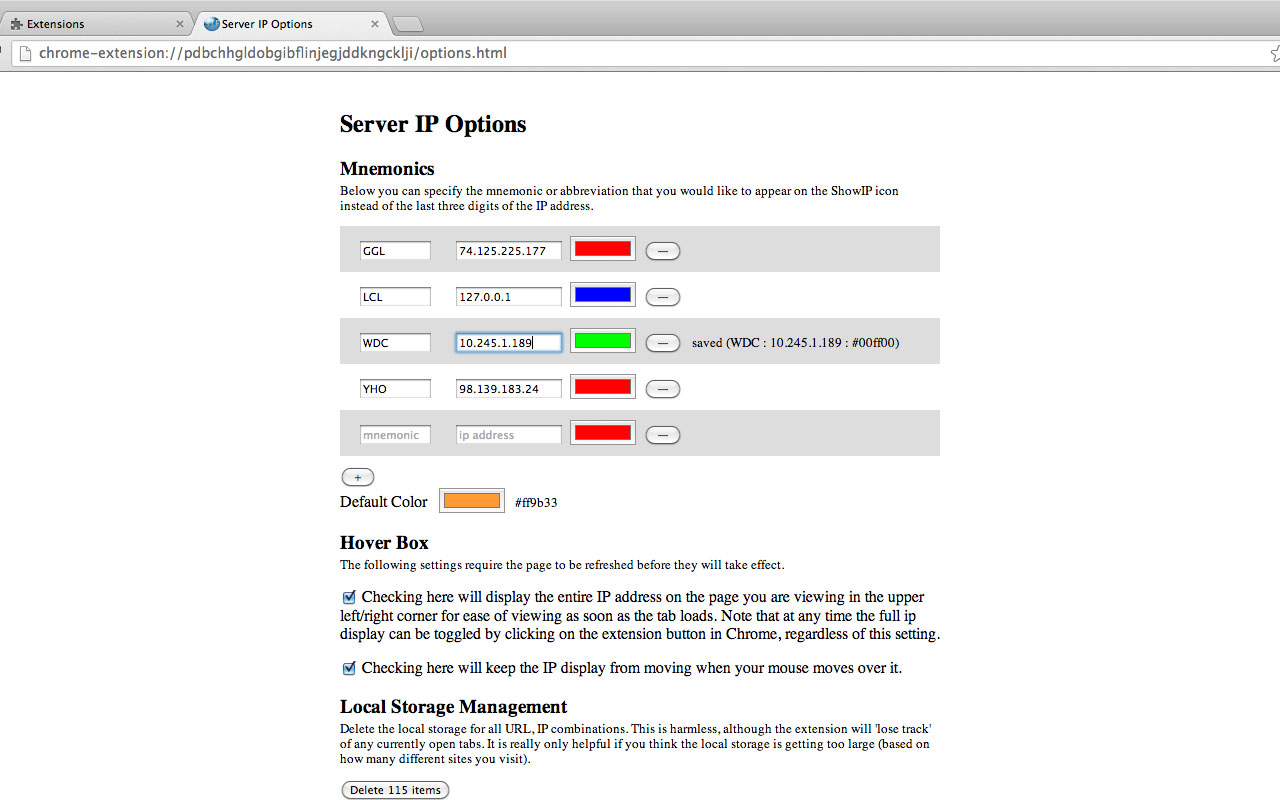 Extensions
Server IP Options
chrome-extension://pdbchhgldobgibflinjegjddkngcklji/options.html
Server IP Options
Mnemonics
Below you can specify the mnemonic or abbreviation that you would like to appear on the ShowIP icon
instead of the last three digits of the IP address.
GGL 74.125.225.177 —
LCL 127.0.0.1 —
WDC 10.245.1.189 — saved (WDC : 10.245.1.189 : #00ff00)
YHO 98.139.183.24 —
mnemonic ip address —
+
Default Color #ff9b33
Hover Box
The following settings require the page to be refreshed before they will take effect.
Checking here will display the entire IP address on the page you are viewing in the upper
left/right corner for ease of viewing as soon as the tab loads. Note that at any time the full ip
display can be toggled by clicking on the extension button in Chrome, regardless of this setting.
Checking here will keep the IP display from moving when your mouse moves over it.
Local Storage Management
Delete the local storage for all URL, IP combinations. This is harmless, although the extension will 'lose track'
of any currently open tabs. It is really only helpful if you think the local storage is getting too large (based on
how many different sites you visit).
Delete 115 items